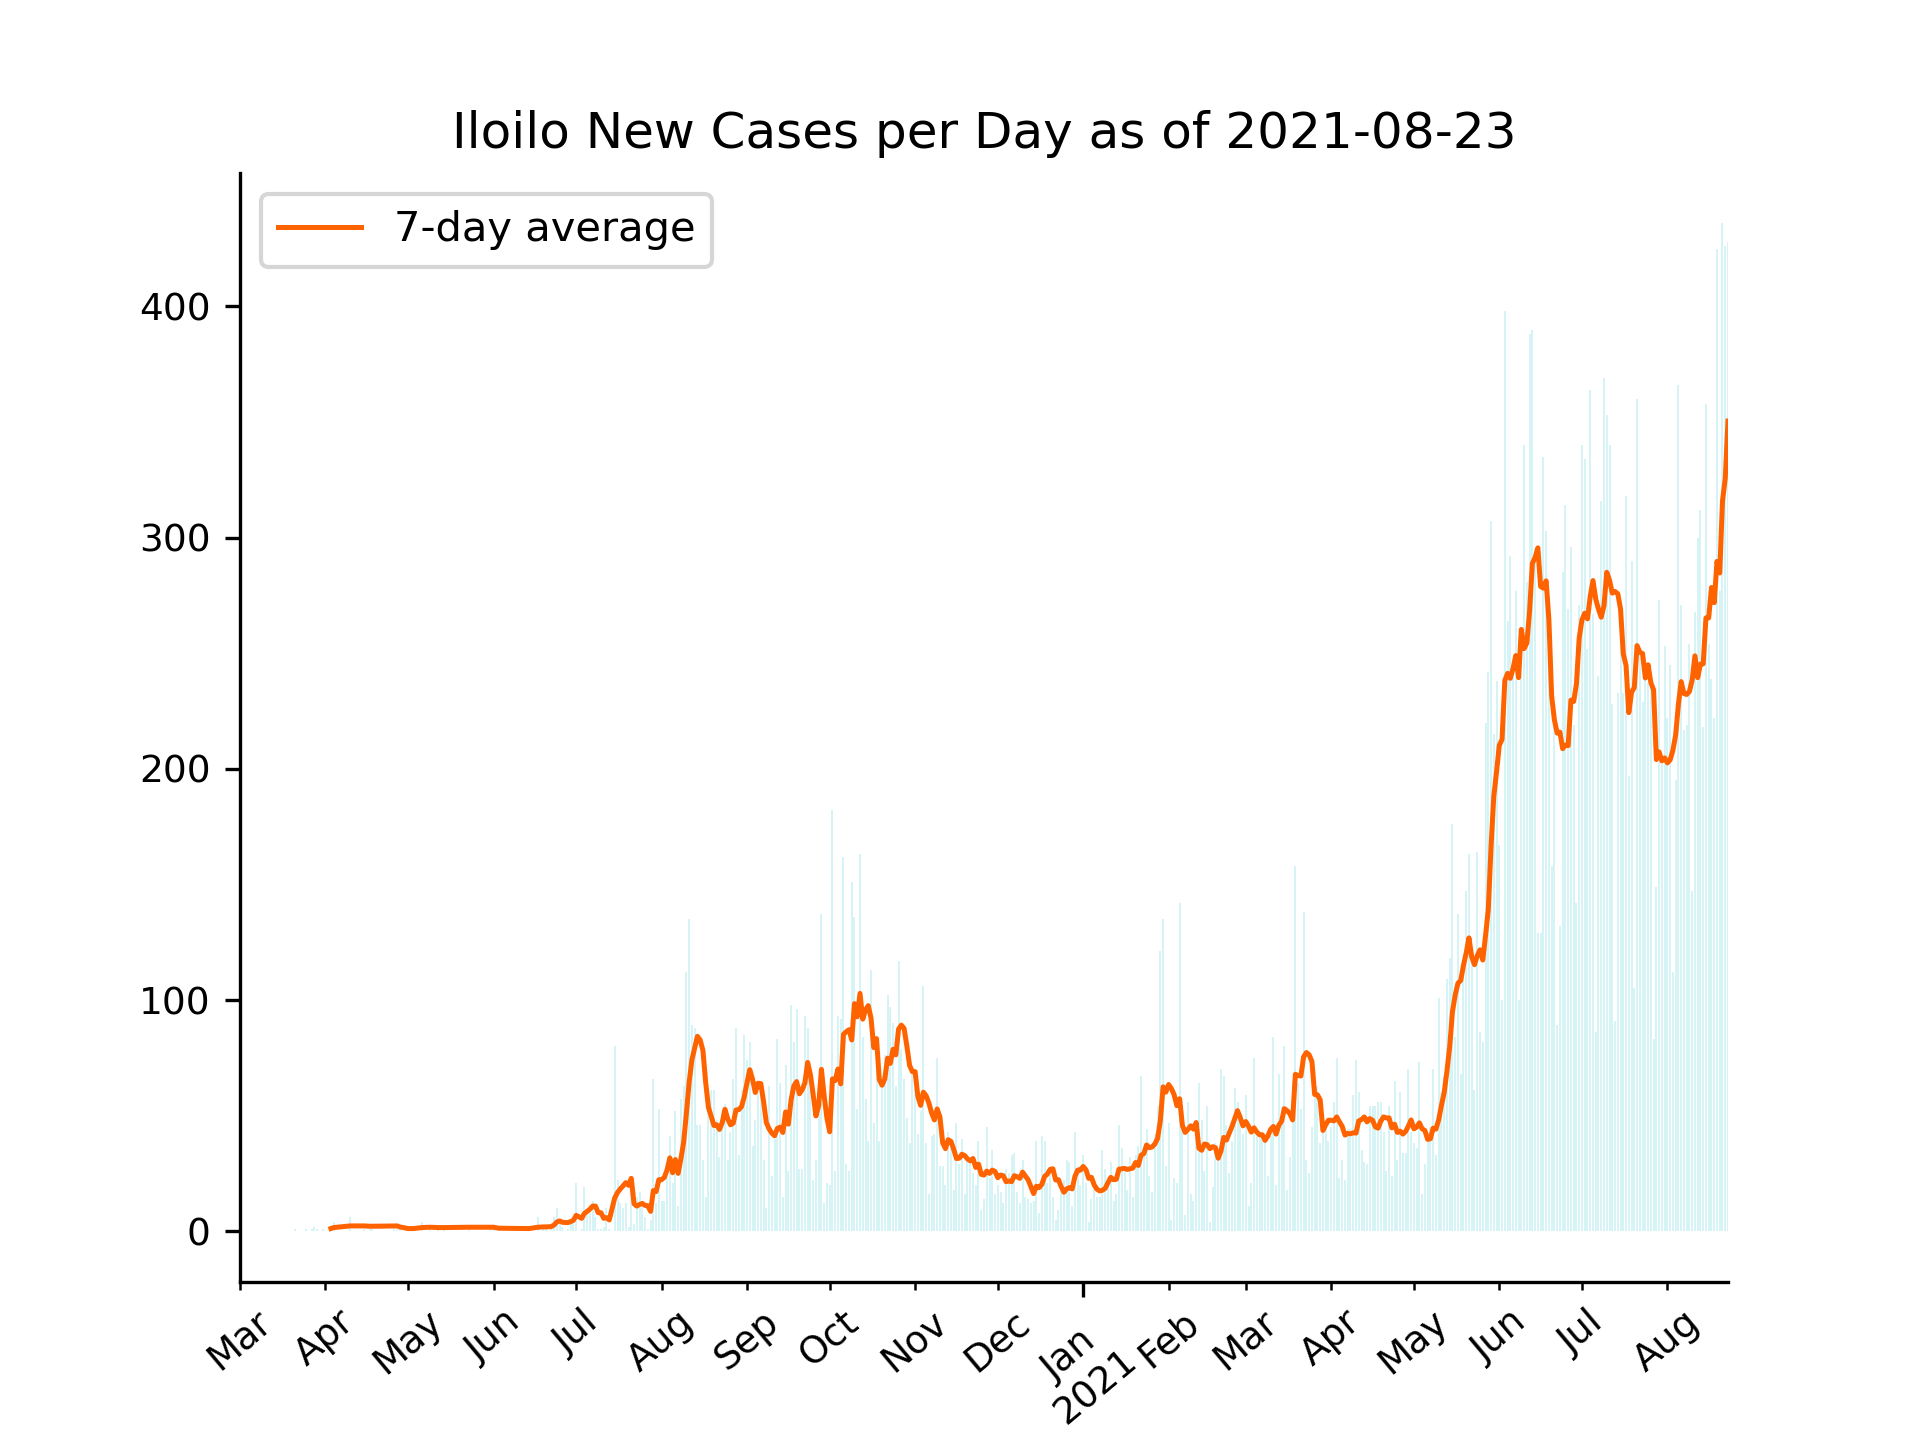 Iloilo New Cases per Day as of 2021-08-23
7-day average
400
300
200
100
0
Mar
Apr
May
Jun
Jul
Aug
Sep
Oct
Nov
Dec
Jan
2021
Feb
Mar
Apr
May
Jun
Jul
Aug